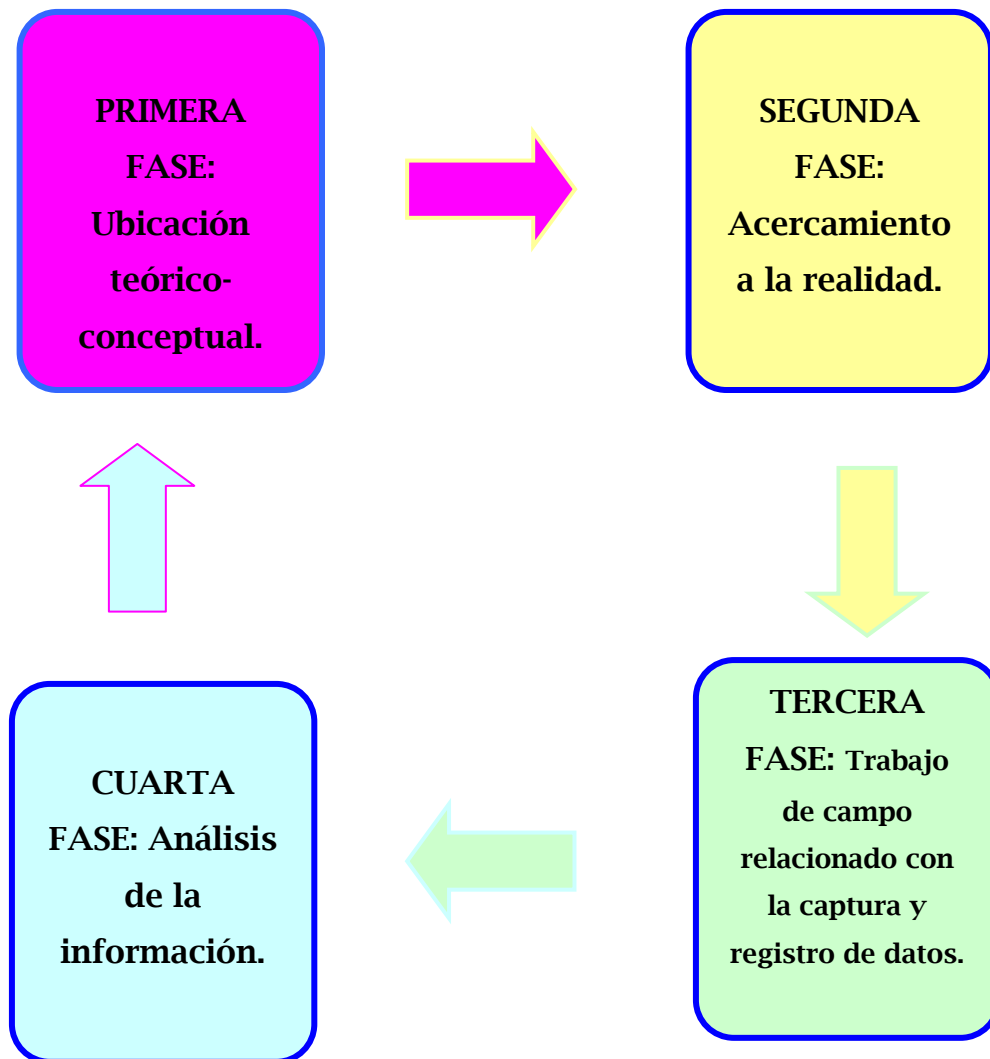 PRIMERA
FASE:
Ubicación
teórico-
conceptual.
SEGUNDA
FASE:
Acercamiento
a la realidad.
TERCERA
FASE: Trabajo
de campo
relacionado con
la captura y
registro de datos.
CUARTA
FASE: Análisis
de la
información.